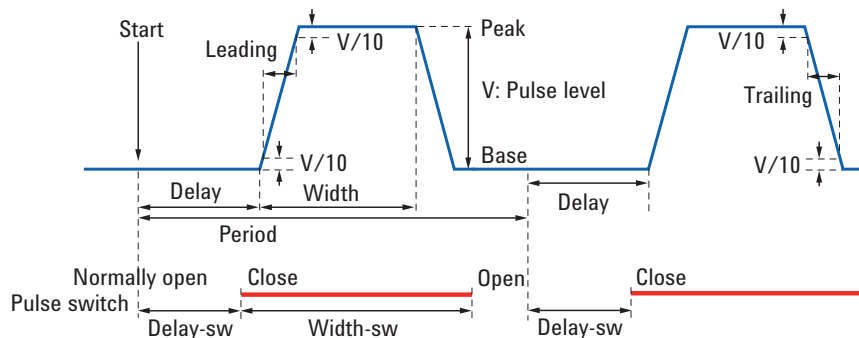 Start
Leading
V/10
Peak
V: Pulse level
V/10
Trailing
V/10
Base
V/10
Delay
Width
Delay
Period
Normally open
Pulse switch
Close
Open
Close
Delay-sw
Width-sw
Delay-sw